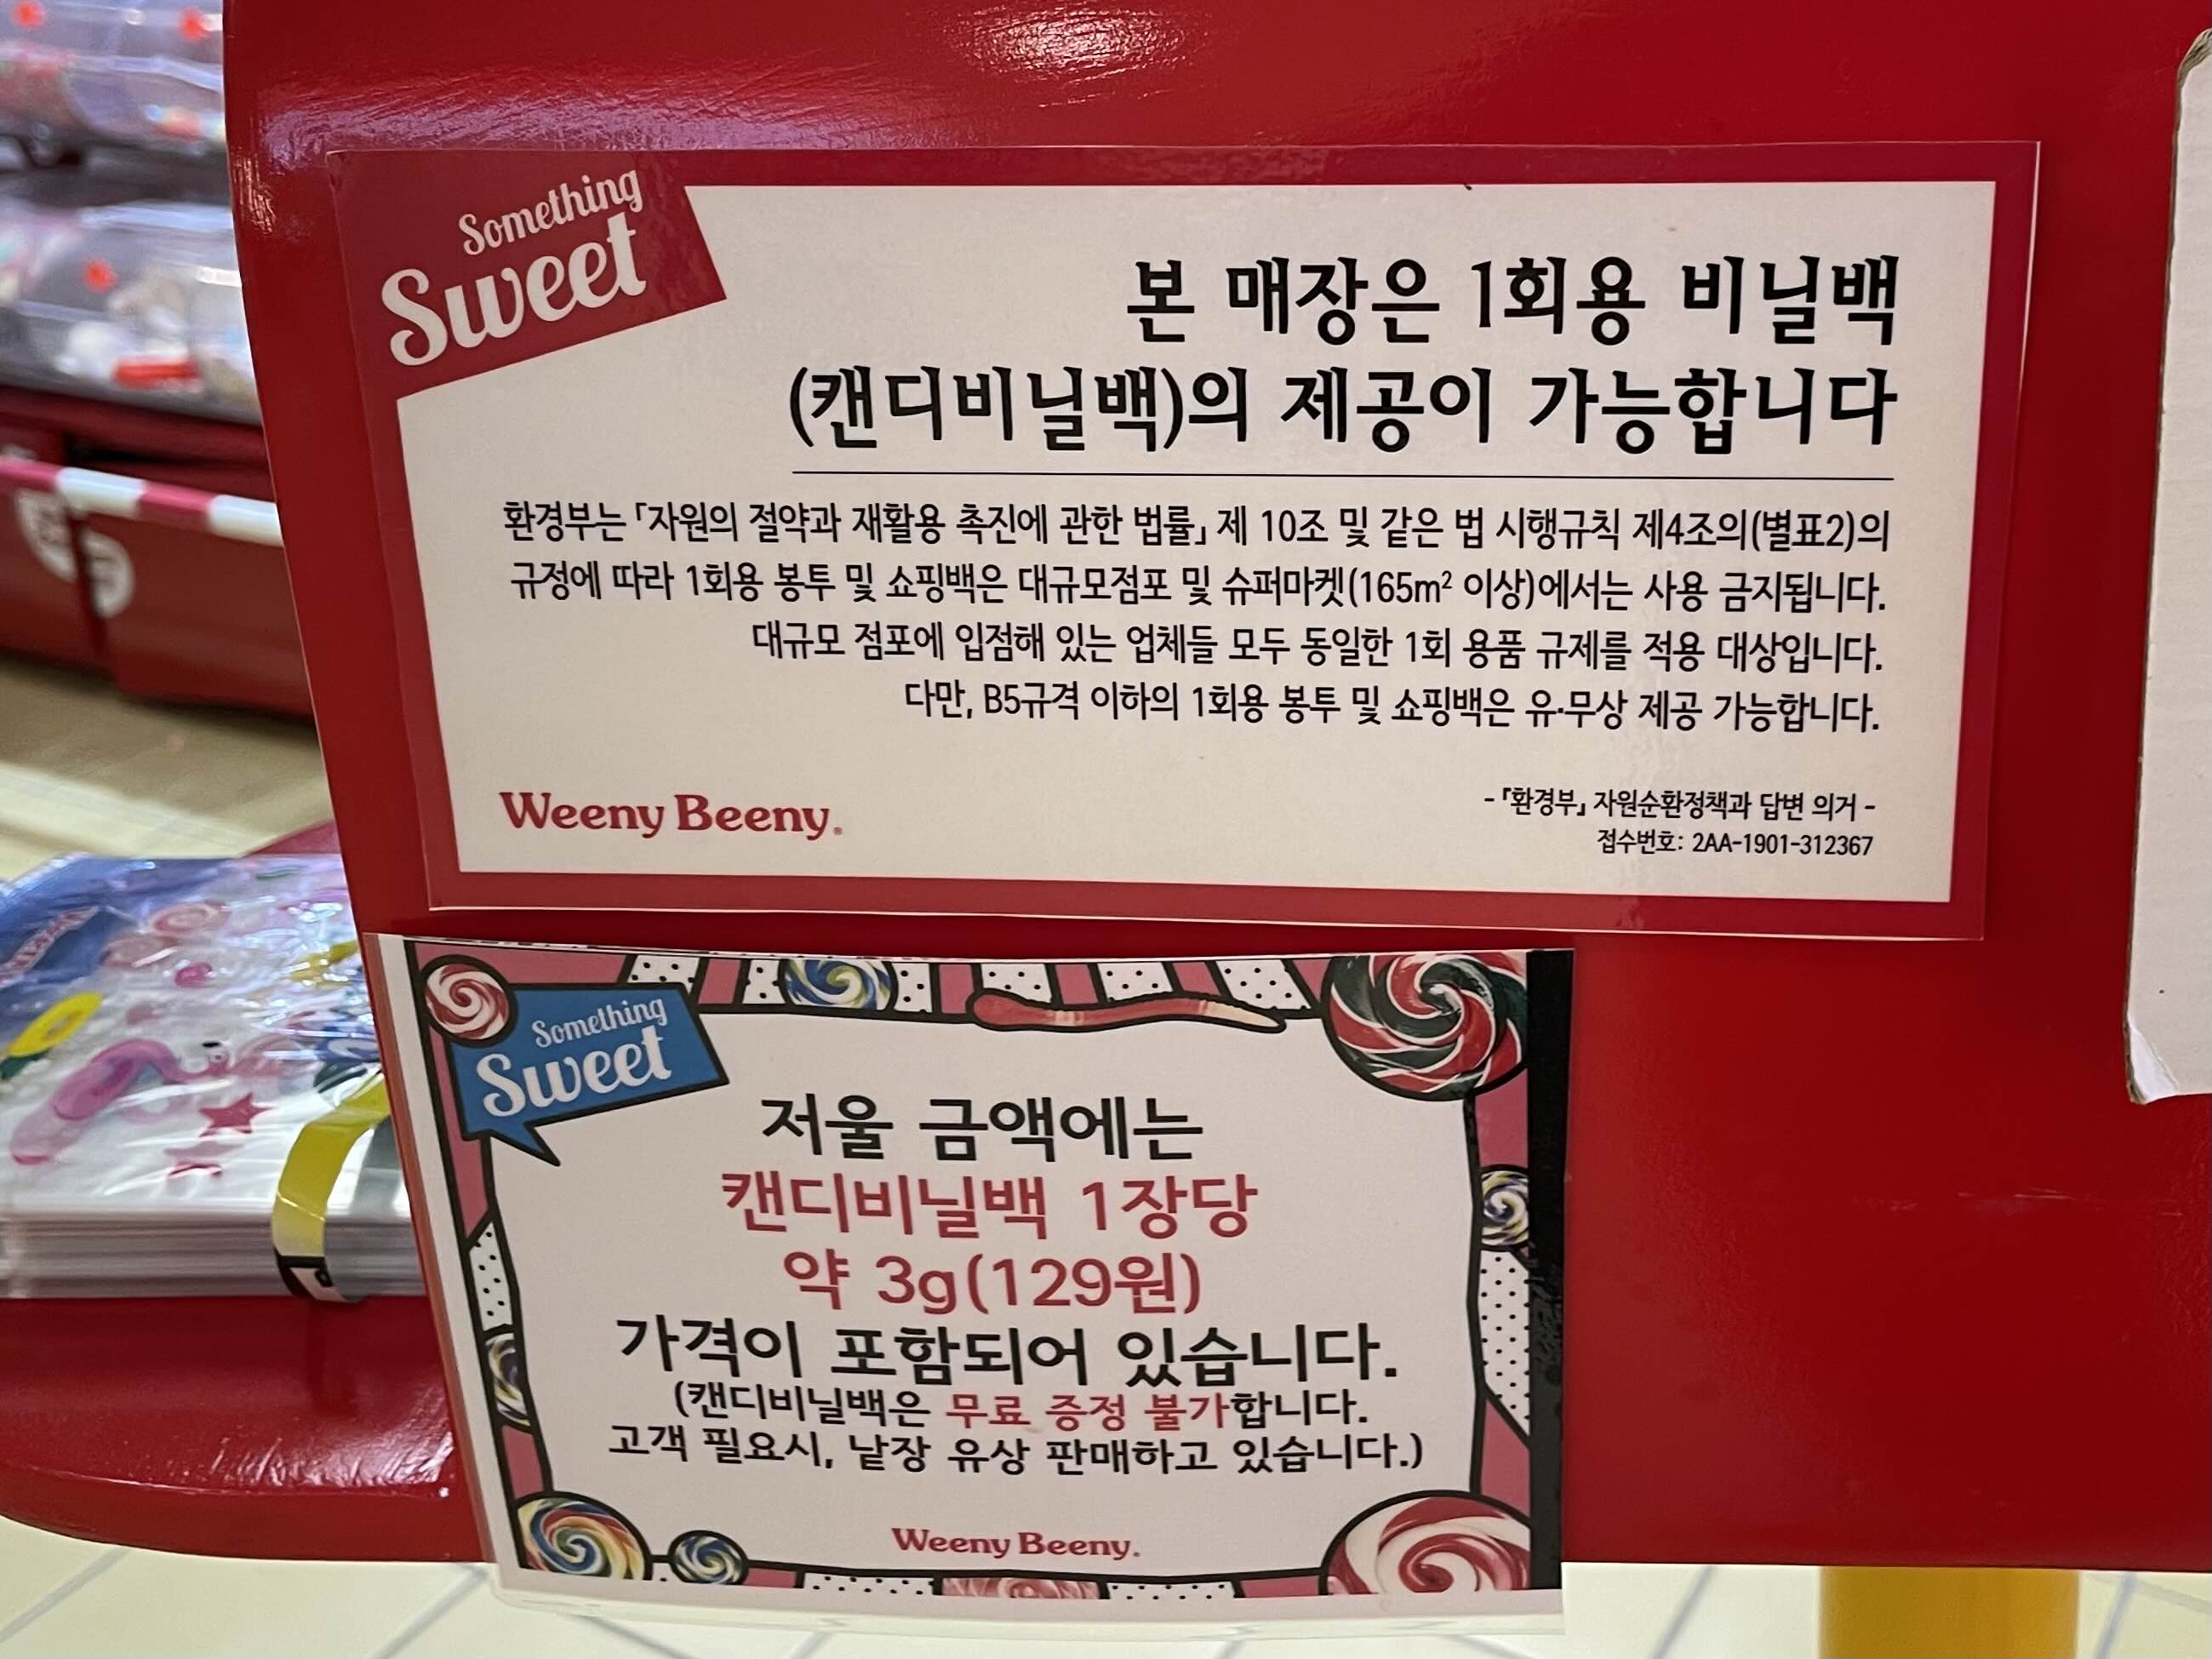 Something
Sweet
본 매장은 1회용 비닐백
(캔디비닐백)의 제공이 가능합니다
환경부는 「자원의 절약과 재활용 촉진에 관한 법률」 제 10조 및 같은 법 시행규칙 제4조의(별표2)의
규정에 따라 1회용 봉투 및 쇼핑백은 대규모점포 및 슈퍼마켓(165m² 이상)에서는 사용 금지됩니다.
대규모 점포에 입점해 있는 업체들 모두 동일한 1회 용품 규제를 적용 대상입니다.
다만, B5규격 이하의 1회용 봉투 및 쇼핑백은 유·무상 제공 가능합니다.
Weeny Beeny.
-『환경부』 자원순환정책과 답변 의거 -
접수번호: 2AA-1901-312367
Something
Sweet
저울 금액에는
캔디비닐백 1장당
약 3g(129원)
가격이 포함되어 있습니다.
(캔디비닐백은 무료 증정 불가합니다.
고객 필요시, 낱장 유상 판매하고 있습니다.)
Weeny Beeny.